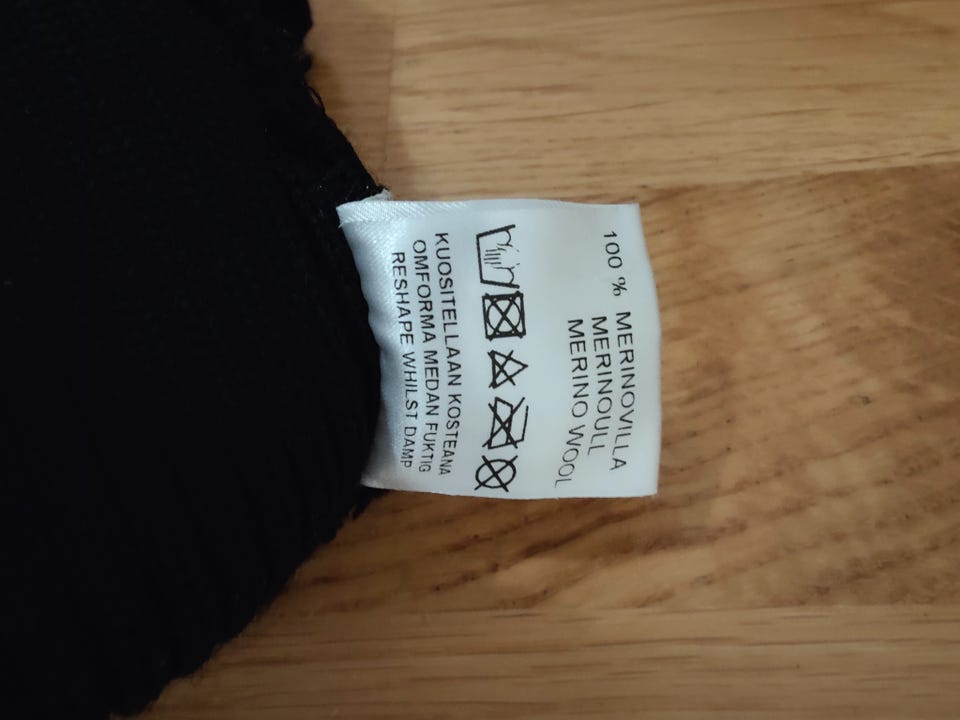 100 % MERINOVILLA
MERINOULL
MERINO WOOL
KUOSITELLAAN KOSTEANA
OMFORMA MEDAN FUKTIG
RESHAPE WHILST DAMP